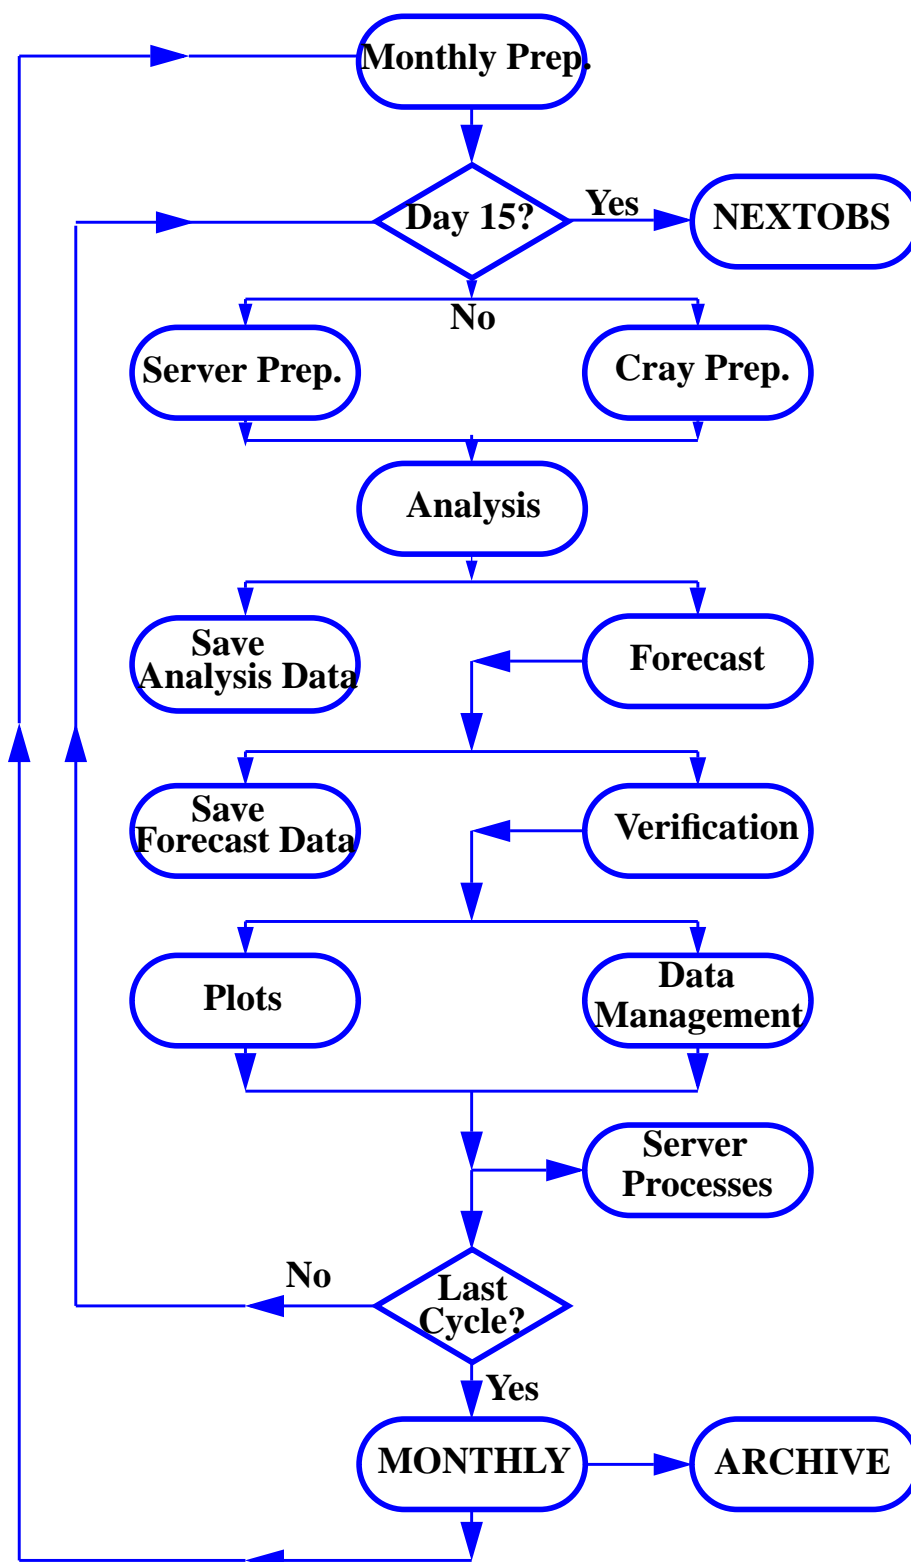 Monthly Prep.
Day 15?
Yes
NEXTOBS
No
Server Prep.
Cray Prep.
Analysis
Save
Analysis Data
Forecast
Save
Forecast Data
Verification
Plots
Data
Management
Server
Processes
No
Last
Cycle?
Yes
MONTHLY
ARCHIVE